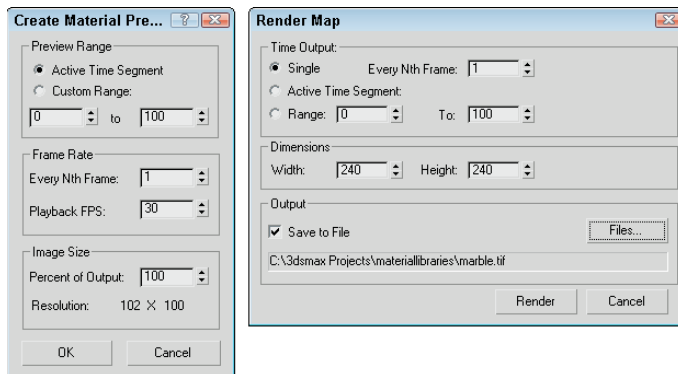 Create Material Pre...
Preview Range
Active Time Segment
Custom Range:
0 to 100
Frame Rate
Every Nth Frame: 1
Playback FPS: 30
Image Size
Percent of Output: 100
Resolution: 102 X 100
OK Cancel
Render Map
Time Output:
Single Every Nth Frame: 1
Active Time Segment:
Range: 0 To: 100
Dimensions
Width: 240 Height: 240
Output
Save to File Files...
C:\3dsmax Projects\materiallibraries\marble.tif
Render Cancel